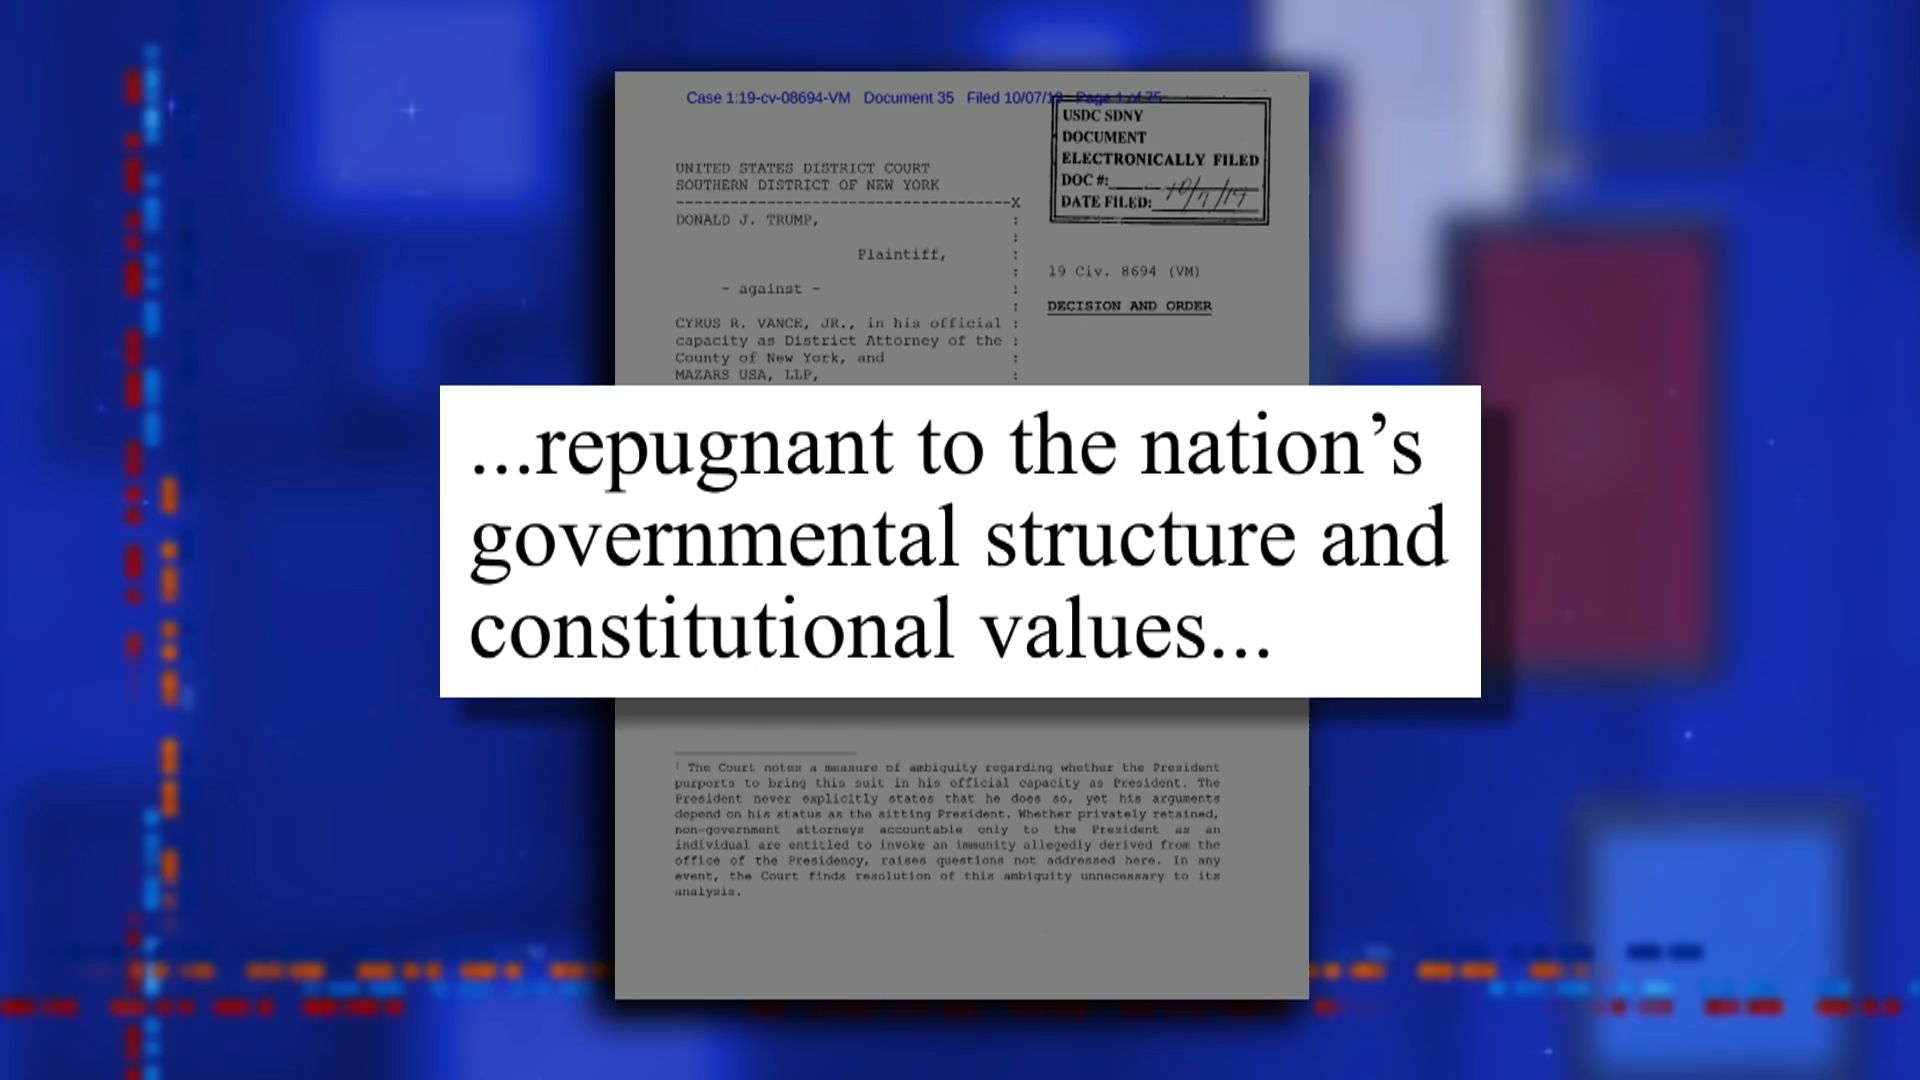 Case 1:19-cv-08694-VM Document 35 Filed 10/07/19 Page 1 of 75
USDC SDNY
DOCUMENT
ELECTRONICALLY FILED
DOC #:
DATE FILED: 10/7/19
UNITED STATES DISTRICT COURT
SOUTHERN DISTRICT OF NEW YORK
-----------------------------------X
DONALD J. TRUMP, :
:
Plaintiff, :
:
- against - :
:
CYRUS R. VANCE, JR., in his official :
capacity as District Attorney of the :
County of New York, and :
MAZARS USA, LLP, :
19 Civ. 8694 (VM)
DECISION AND ORDER
...repugnant to the nation’s
governmental structure and
constitutional values...
1 The Court notes a measure of ambiguity regarding whether the President
purports to bring this suit in his official capacity as President. The
President never explicitly states that he does so, yet his arguments
depend on his status as the sitting President. Whether privately retained,
non-government attorneys accountable only to the President as an
individual are entitled to invoke an immunity allegedly derived from the
office of the Presidency, raises questions not addressed here. In any
event, the Court finds resolution of this ambiguity unnecessary to its
analysis.